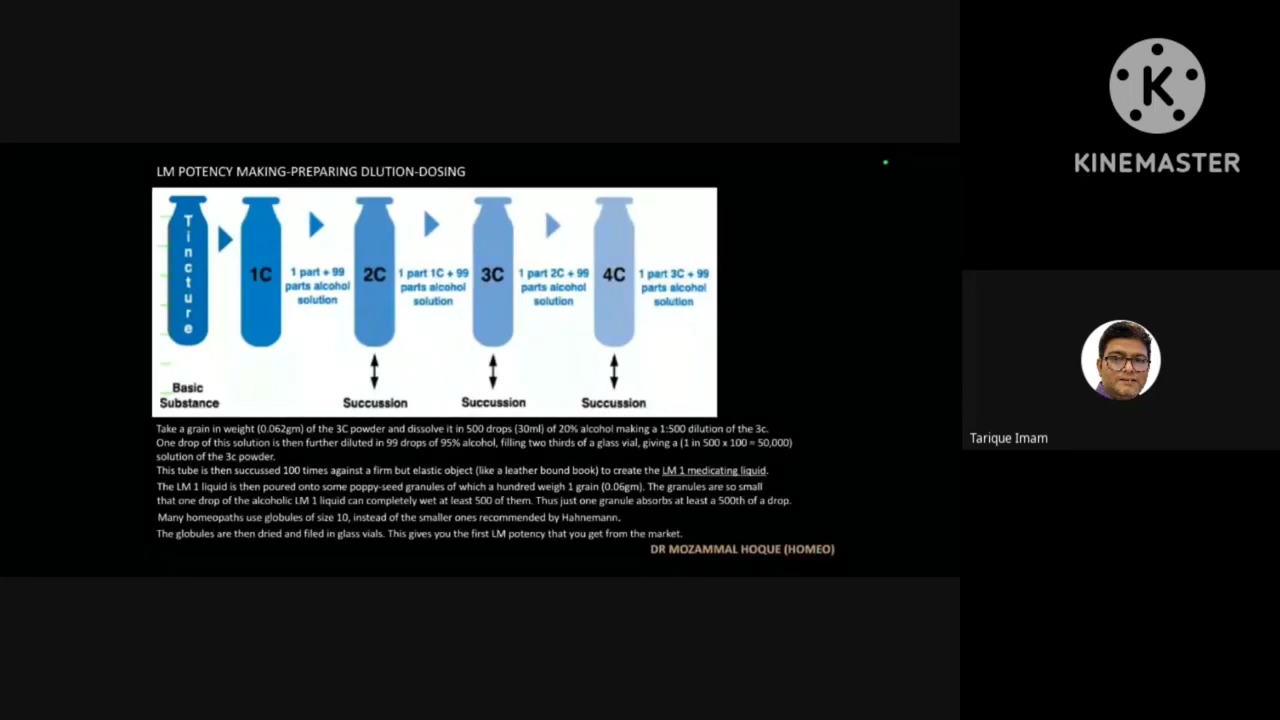 K
KINEMASTER
LM POTENCY MAKING-PREPARING DLUTION-DOSING
Tincture
1C
1 part + 99
parts alcohol
solution
2C
1 part 1C + 99
parts alcohol
solution
3C
1 part 2C + 99
parts alcohol
solution
4C
1 part 3C + 99
parts alcohol
solution
Basic
Substance
Succussion
Succussion
Succussion
Take a grain in weight (0.062gm) of the 3C powder and dissolve it in 500 drops (30ml) of 20% alcohol making a 1:500 dilution of the 3c.
One drop of this solution is then further diluted in 99 drops of 95% alcohol, filling two thirds of a glass vial, giving a (1 in 500 x 100 = 50,000)
solution of the 3c powder.
This tube is then succussed 100 times against a firm but elastic object (like a leather bound book) to create the LM 1 medicating liquid.
The LM 1 liquid is then poured onto some poppy-seed granules of which a hundred weigh 1 grain (0.06gm). The granules are so small
that one drop of the alcoholic LM 1 liquid can completely wet at least 500 of them. Thus just one granule absorbs at least a 500th of a drop.
Many homeopaths use globules of size 10, instead of the smaller ones recommended by Hahnemann.
The globules are then dried and filed in glass vials. This gives you the first LM potency that you get from the market.
DR MOZAMMAL HOQUE (HOMEO)
Tarique Imam